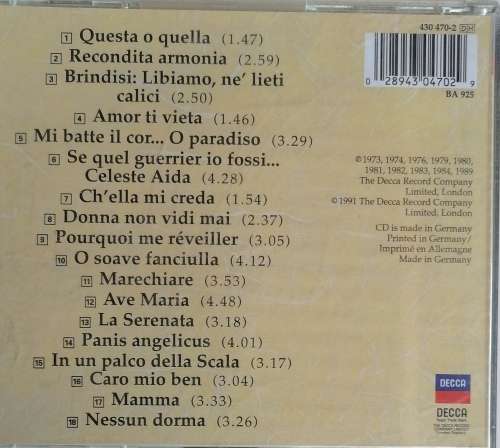 430 470-2 DH
1 Questa o quella (1.47)
2 Recondita armonia (2.59)
3 Brindisi: Libiamo, ne' lieti
calici (2.50)
4 Amor ti vieta (1.46)
5 Mi batte il cor... O paradiso (3.29)
6 Se quel guerrier io fossi...
Celeste Aida (4.28)
7 Ch'ella mi creda (1.54)
8 Donna non vidi mai (2.37)
9 Pourquoi me réveiller (3.05)
10 O soave fanciulla (4.12)
11 Marechiare (3.53)
12 Ave Maria (4.48)
13 La Serenata (3.18)
14 Panis angelicus (4.01)
15 In un palco della Scala (3.17)
16 Caro mio ben (3.04)
17 Mamma (3.33)
18 Nessun dorma (3.26)
0 28943 04702 9
BA 925
℗ 1973, 1974, 1976, 1979, 1980,
1981, 1982, 1983, 1984, 1989
The Decca Record Company
Limited, London
© 1991 The Decca Record Company
Limited, London
CD is made in Germany
Printed in Germany/
Imprimé en Allemagne
Made in Germany
DECCA
DECCA